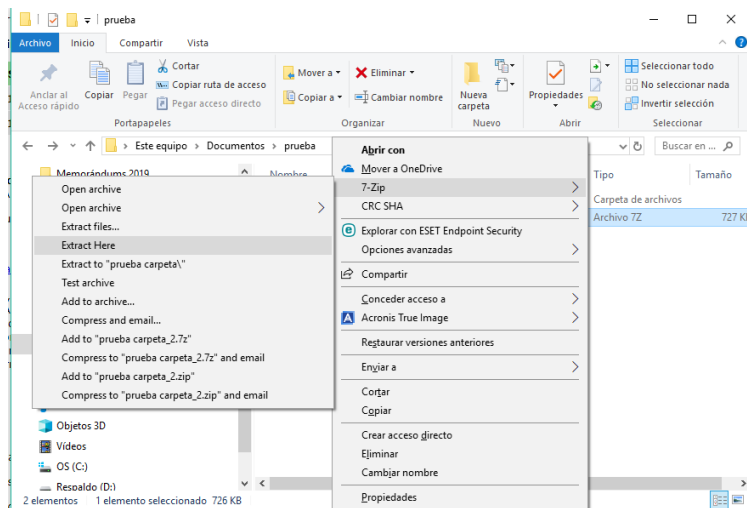 prueba
Archivo Inicio Compartir Vista
Anclar al Acceso rápido
Copiar
Pegar
Cortar
Copiar ruta de acceso
Pegar acceso directo
Portapapeles
Mover a
Copiar a
Eliminar
Cambiar nombre
Organizar
Nueva carpeta
Nuevo
Propiedades
Abrir
Seleccionar todo
No seleccionar nada
Invertir selección
Seleccionar
Este equipo > Documentos > prueba
Buscar en ...
Memorándums 2019
Nombre
Tipo Tamaño
Carpeta de archivos
Archivo 7Z 727 K
Open archive
Open archive
Extract files...
Extract Here
Extract to "prueba carpeta\"
Test archive
Add to archive...
Compress and email...
Add to "prueba carpeta_2.7z"
Compress to "prueba carpeta_2.7z" and email
Add to "prueba carpeta_2.zip"
Compress to "prueba carpeta_2.zip" and email
Abrir con
Mover a OneDrive
7-Zip
CRC SHA
Explorar con ESET Endpoint Security
Opciones avanzadas
Compartir
Conceder acceso a
Acronis True Image
Restaurar versiones anteriores
Enviar a
Cortar
Copiar
Crear acceso directo
Eliminar
Cambiar nombre
Propiedades
Objetos 3D
Vídeos
OS (C:)
Respaldo (D:)
2 elementos 1 elemento seleccionado 726 KB